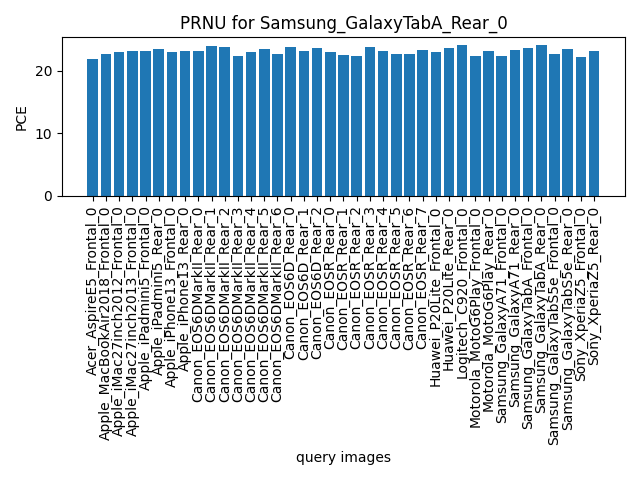 PRNU for Samsung_GalaxyTabA_Rear_0
PCE
20
10
0
Acer_AspireE5_Frontal_0
Apple_MacBookAir2018_Frontal_0
Apple_iMac27inch2012_Frontal_0
Apple_iMac27inch2013_Frontal_0
Apple_iPadmini5_Frontal_0
Apple_iPadmini5_Rear_0
Apple_iPhone13_Frontal_0
Apple_iPhone13_Rear_0
Canon_EOS6DMarkII_Rear_0
Canon_EOS6DMarkII_Rear_1
Canon_EOS6DMarkII_Rear_2
Canon_EOS6DMarkII_Rear_3
Canon_EOS6DMarkII_Rear_4
Canon_EOS6DMarkII_Rear_5
Canon_EOS6DMarkII_Rear_6
Canon_EOS6D_Rear_0
Canon_EOS6D_Rear_1
Canon_EOS6D_Rear_2
Canon_EOSR_Rear_0
Canon_EOSR_Rear_1
Canon_EOSR_Rear_2
Canon_EOSR_Rear_3
Canon_EOSR_Rear_4
Canon_EOSR_Rear_5
Canon_EOSR_Rear_6
Canon_EOSR_Rear_7
Huawei_P20Lite_Frontal_0
Huawei_P20Lite_Rear_0
Logitech_C920_Frontal_0
Motorola_MotoG6Play_Frontal_0
Motorola_MotoG6Play_Rear_0
Samsung_GalaxyA71_Frontal_0
Samsung_GalaxyA71_Rear_0
Samsung_GalaxyTabA_Frontal_0
Samsung_GalaxyTabA_Rear_0
Samsung_GalaxyTabS5e_Frontal_0
Samsung_GalaxyTabS5e_Rear_0
Sony_XperiaZ5_Frontal_0
Sony_XperiaZ5_Rear_0
query images